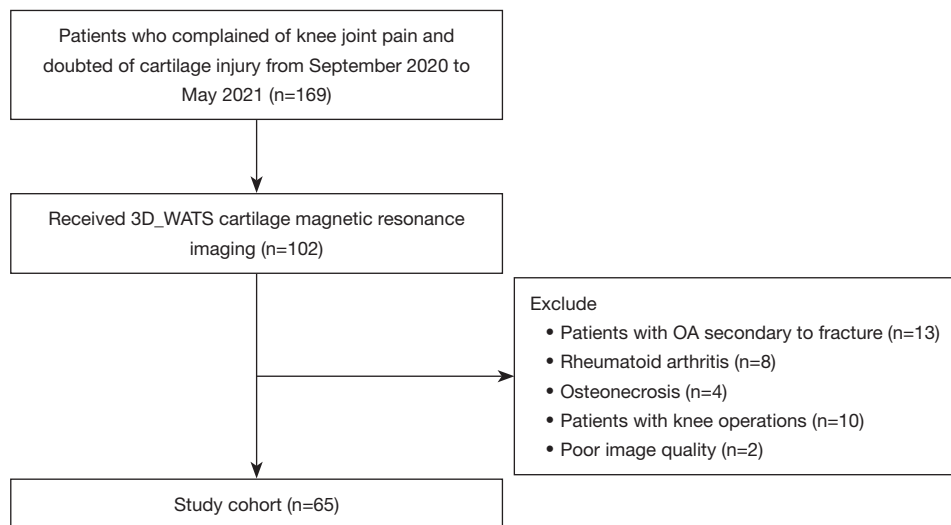 Patients who complained of knee joint pain and
doubted of cartilage injury from September 2020 to
May 2021 (n=169)
Received 3D_WATS cartilage magnetic resonance
imaging (n=102)
Exclude
• Patients with OA secondary to fracture (n=13)
• Rheumatoid arthritis (n=8)
• Osteonecrosis (n=4)
• Patients with knee operations (n=10)
• Poor image quality (n=2)
Study cohort (n=65)